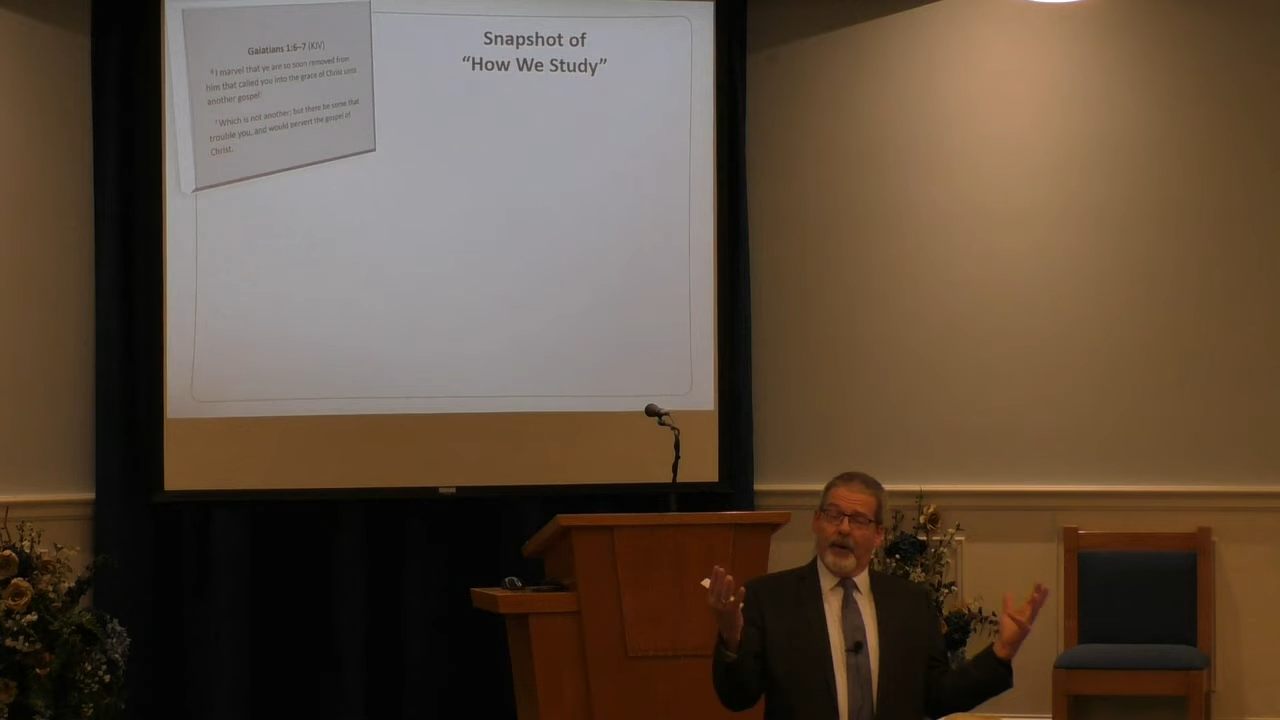 Galatians 1:6–7 (KJV)
6 I marvel that ye are so soon removed from
him that called you into the grace of Christ unto
another gospel:
7 Which is not another; but there be some that
trouble you, and would pervert the gospel of
Christ.
Snapshot of
“How We Study”